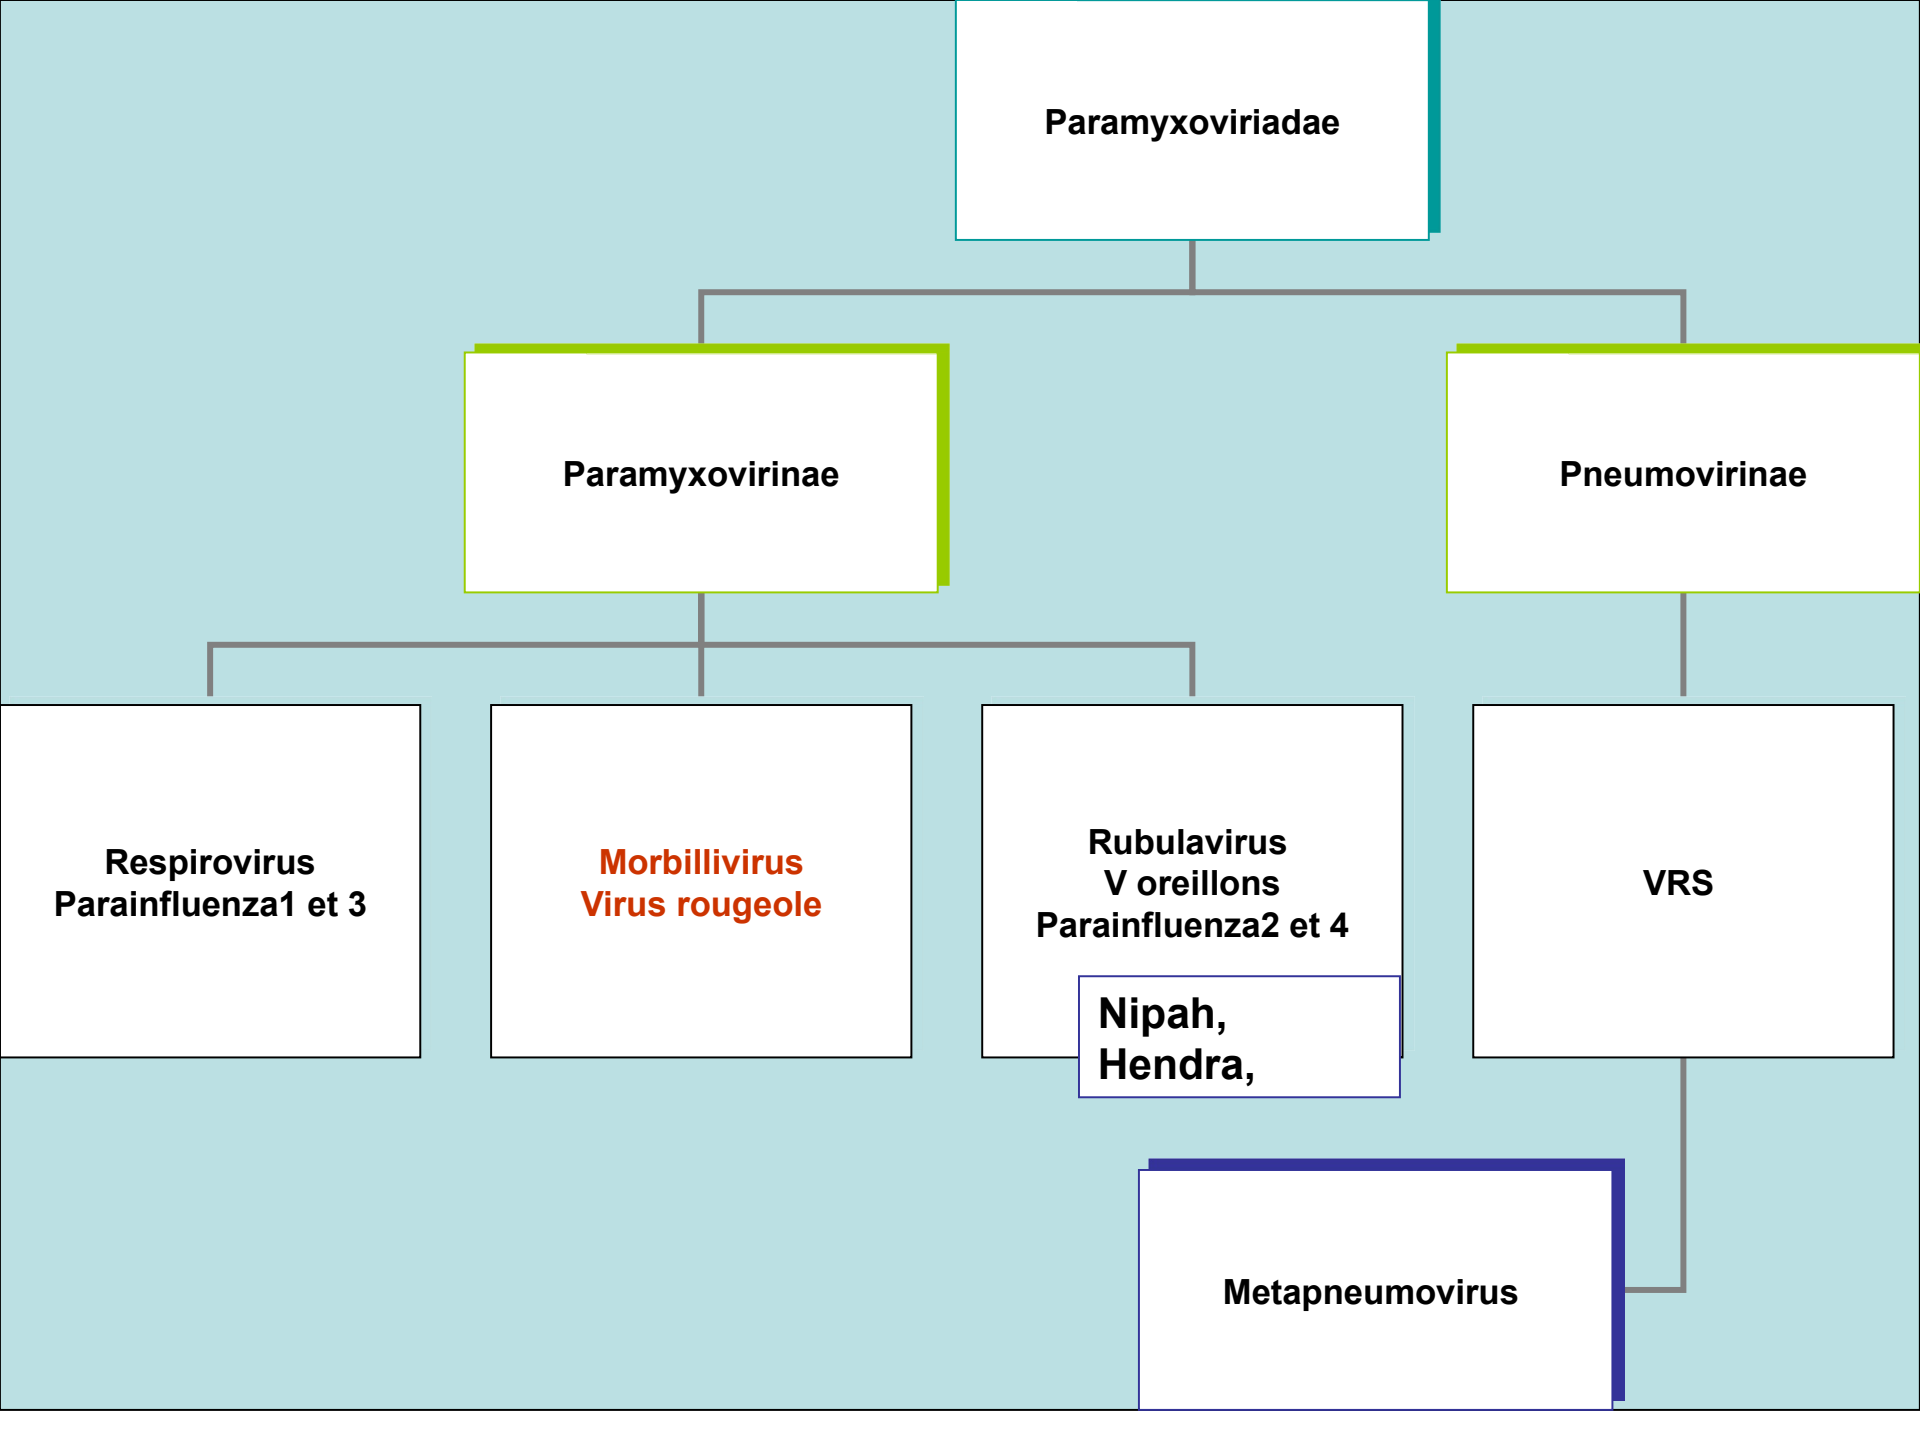 Paramyxoviriadae
Paramyxovirinae
Pneumovirinae
Respirovirus
Parainfluenza1 et 3
Morbillivirus
Virus rougeole
Rubulavirus
V oreillons
Parainfluenza2 et 4
VRS
Nipah,
Hendra,
Metapneumovirus